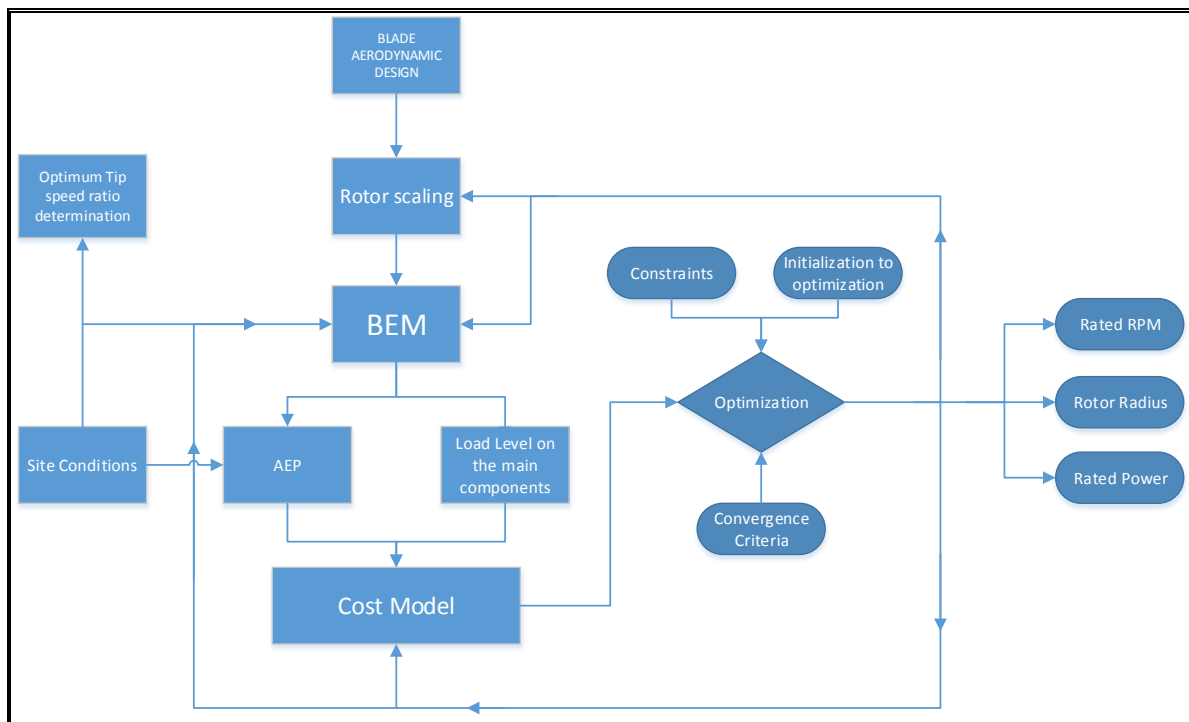 BLADE
AERODYNAMIC
DESIGN
Optimum Tip
speed ratio
determination
Rotor scaling
Constraints
Initialization to
optimization
BEM
Rated RPM
Optimization
Rotor Radius
Site Conditions
AEP
Load Level on
the main
components
Rated Power
Convergence
Criteria
Cost Model